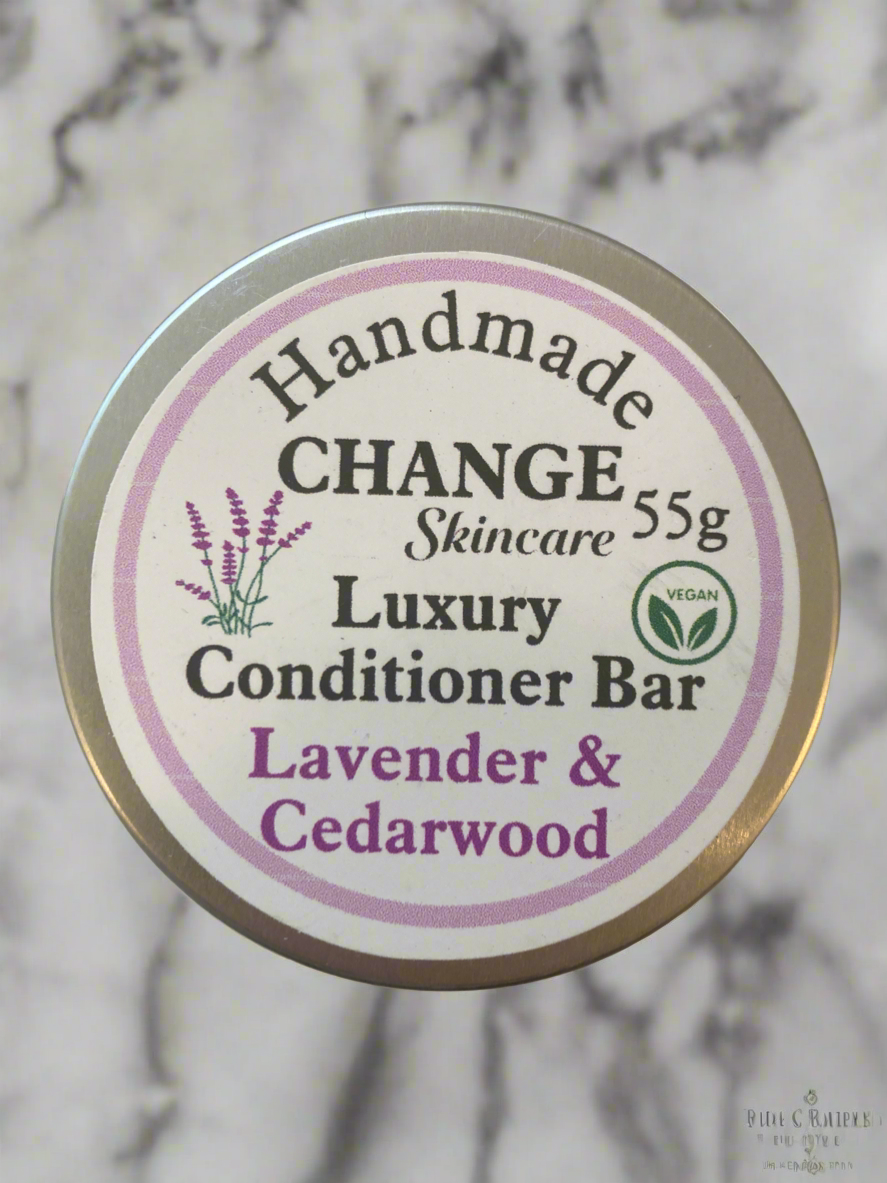 Handmade
CHANGE
Skincare 55g
VEGAN
Luxury
Conditioner Bar
Lavender &
Cedarwood